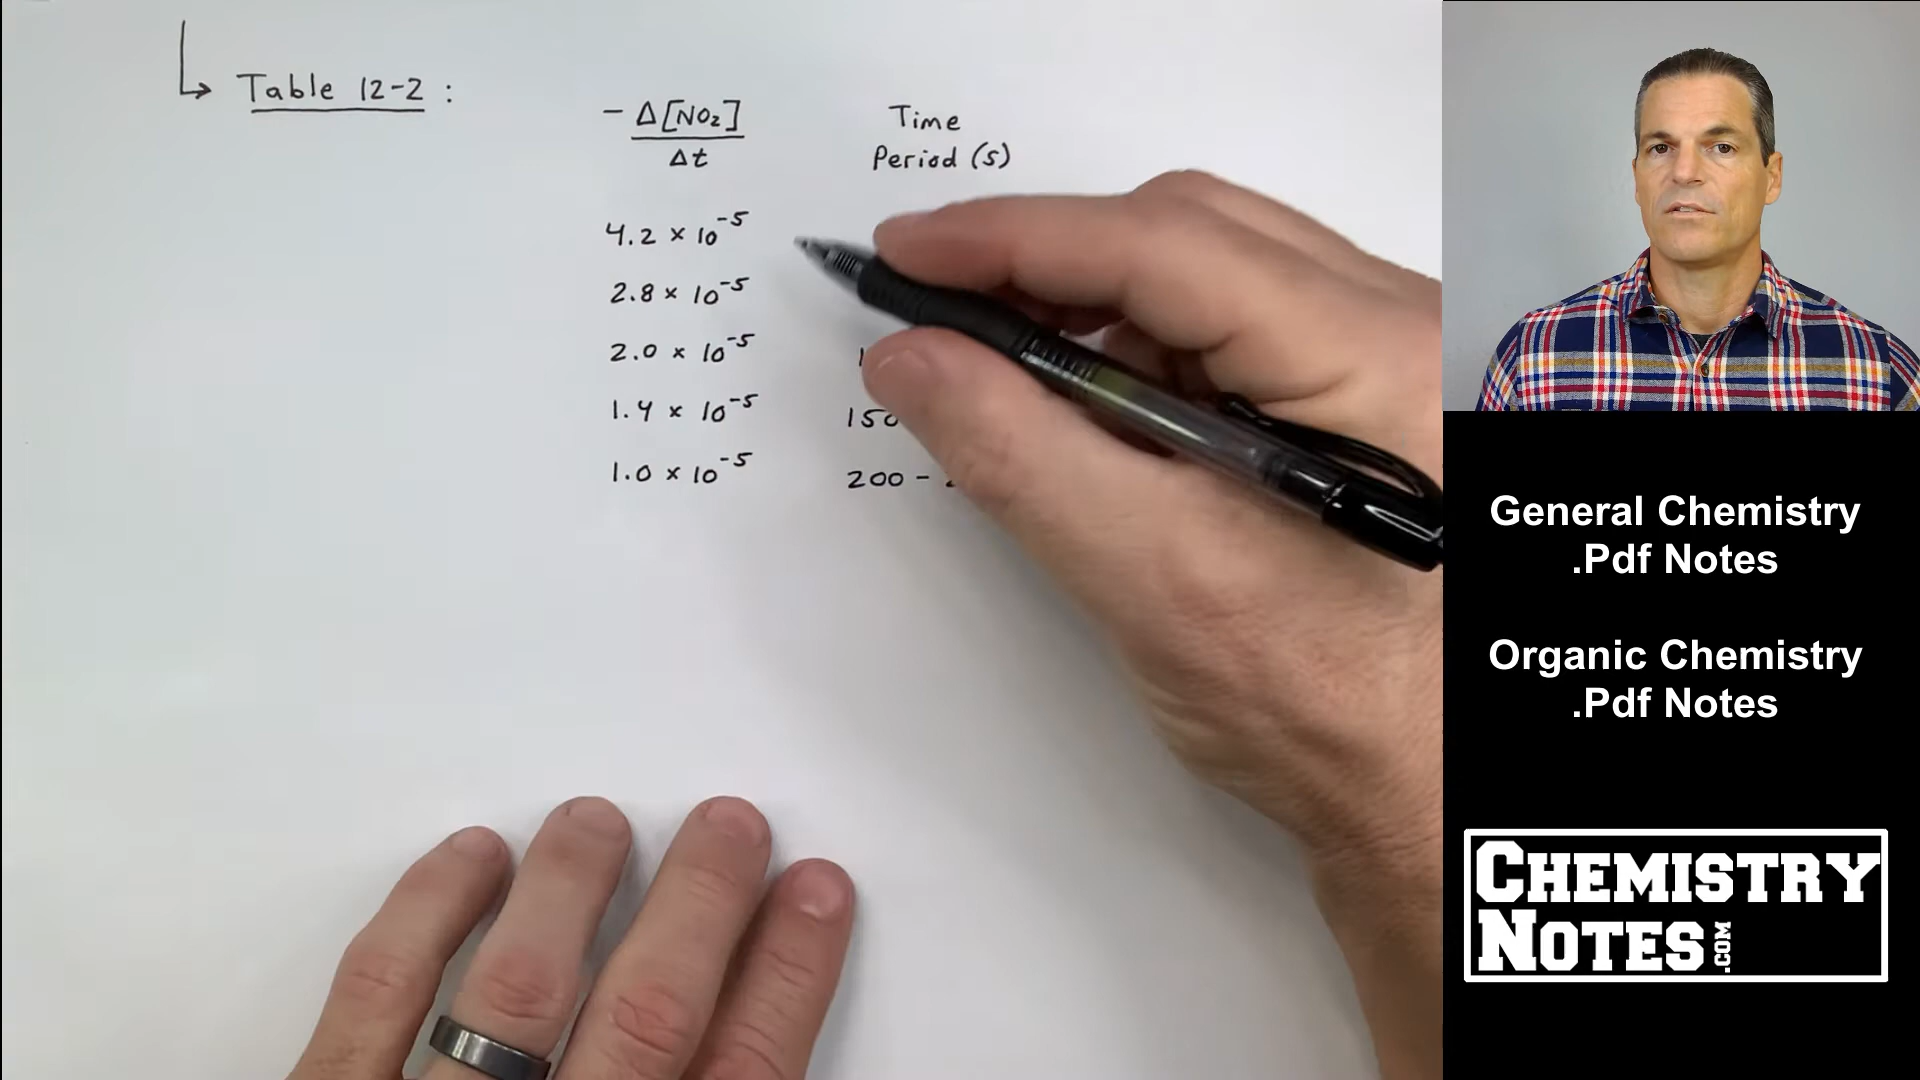 Table 12-2 :
- Δ[NO₂]
Δt
Time
Period (s)
4.2 × 10⁻⁵
2.8 × 10⁻⁵
2.0 × 10⁻⁵
1.4 × 10⁻⁵
150
1.0 × 10⁻⁵
200 -
General Chemistry
.Pdf Notes
Organic Chemistry
.Pdf Notes
CHEMISTRY
NOTES.COM